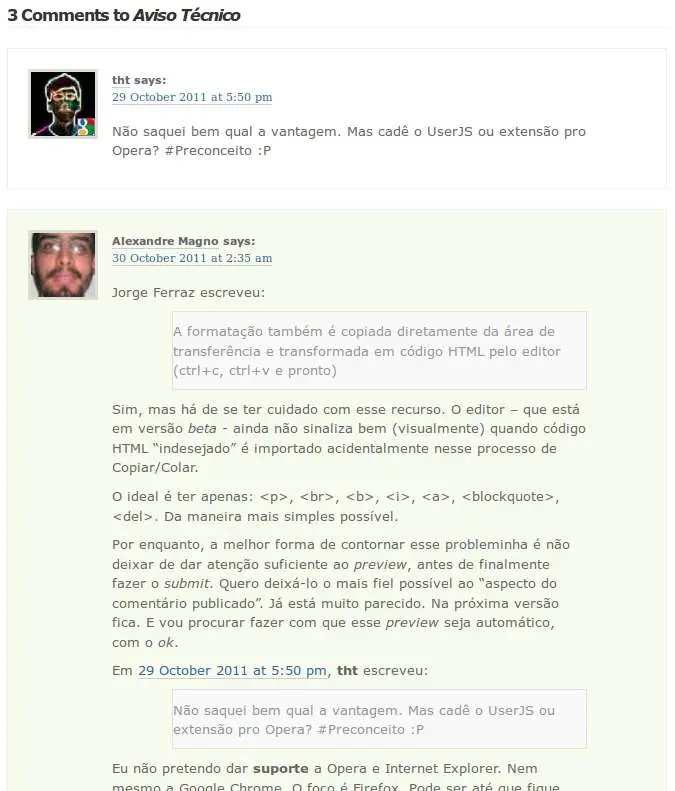 3 Comments to Aviso Técnico
tht says:
29 October 2011 at 5:50 pm
Não saquei bem qual a vantagem. Mas cadê o UserJS ou extensão pro
Opera? #Preconceito :P
Alexandre Magno says:
30 October 2011 at 2:35 am
Jorge Ferraz escreveu:
A formatação também é copiada diretamente da área de
transferência e transformada em código HTML pelo editor
(ctrl+c, ctrl+v e pronto)
Sim, mas há de se ter cuidado com esse recurso. O editor – que está
em versão beta - ainda não sinaliza bem (visualmente) quando código
HTML “indesejado” é importado acidentalmente nesse processo de
Copiar/Colar.
O ideal é ter apenas: <p>, <br>, <b>, <i>, <a>, <blockquote>,
<del>. Da maneira mais simples possível.
Por enquanto, a melhor forma de contornar esse probleminha é não
deixar de dar atenção suficiente ao preview, antes de finalmente
fazer o submit. Quero deixá-lo o mais fiel possível ao “aspecto do
comentário publicado”. Já está muito parecido. Na próxima versão
fica. E vou procurar fazer com que esse preview seja automático,
com o ok.
Em 29 October 2011 at 5:50 pm, tht escreveu:
Não saquei bem qual a vantagem. Mas cadê o UserJS ou
extensão pro Opera? #Preconceito :P
Eu não pretendo dar suporte a Opera e Internet Explorer. Nem
mesmo a Google Chrome. O foco é Firefox. Pode ser até que fique